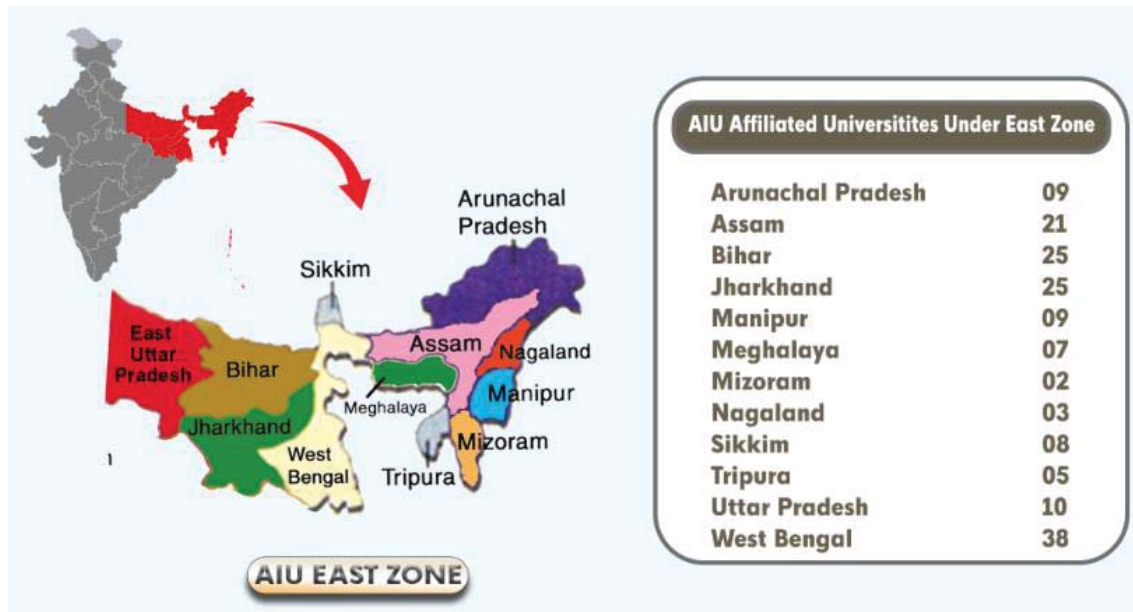 Arunachal
Pradesh
Sikkim
East
Uttar
Pradesh
Bihar
Assam
Nagaland
Meghalaya
Manipur
Jharkhand
West
Bengal
Tripura
Mizoram
AIU EAST ZONE
AIU Affiliated Universitites Under East Zone
Arunachal Pradesh 09
Assam 21
Bihar 25
Jharkhand 25
Manipur 09
Meghalaya 07
Mizoram 02
Nagaland 03
Sikkim 08
Tripura 05
Uttar Pradesh 10
West Bengal 38